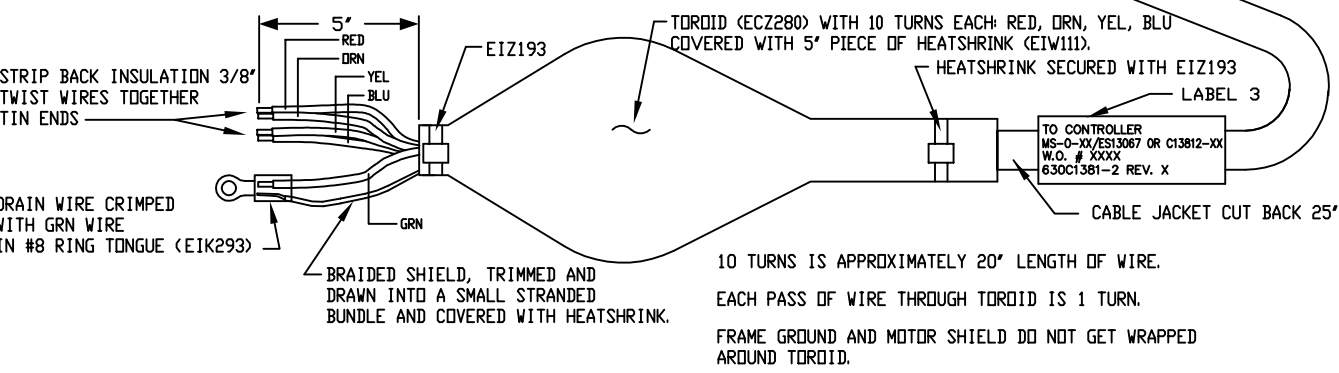 5"
RED
ORN
YEL
BLU
STRIP BACK INSULATION 3/8"
TWIST WIRES TOGETHER
TIN ENDS
EIZ193
TOROID (ECZ280) WITH 10 TURNS EACH: RED, ORN, YEL, BLU
COVERED WITH 5" PIECE OF HEATSHRINK (EIW111).
HEATSHRINK SECURED WITH EIZ193
LABEL 3
TO CONTROLLER
MS-O-XX/ES13067 OR C13812-XX
W.O. # XXXX
630C1381-2 REV. X
DRAIN WIRE CRIMPED
WITH GRN WIRE
IN #8 RING TONGUE (EIK293)
GRN
CABLE JACKET CUT BACK 25"
BRAIDED SHIELD, TRIMMED AND
DRAWN INTO A SMALL STRANDED
BUNDLE AND COVERED WITH HEATSHRINK.
10 TURNS IS APPROXIMATELY 20" LENGTH OF WIRE.
EACH PASS OF WIRE THROUGH TOROID IS 1 TURN.
FRAME GROUND AND MOTOR SHIELD DO NOT GET WRAPPED
AROUND TOROID.